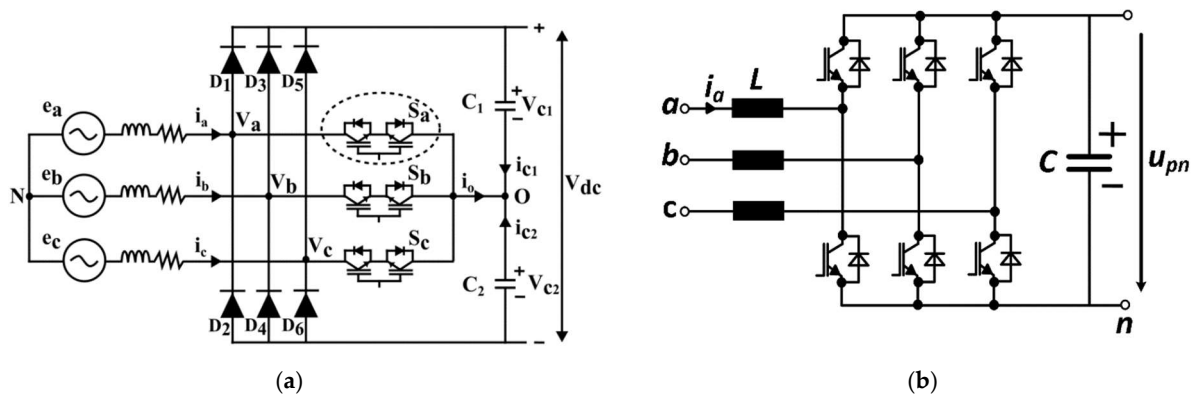 +
D1 D3 D5
ea
ia
Va
Sa
C1
+
Vc1
−
ic1
N
eb
ib
Vb
Sb
io
O
Vdc
ic2
ec
ic
Vc
Sc
C2
+
Vc2
−
D2 D4 D6
−
(a)
a
ia
L
b
c
C
+
−
upn
n
(b)